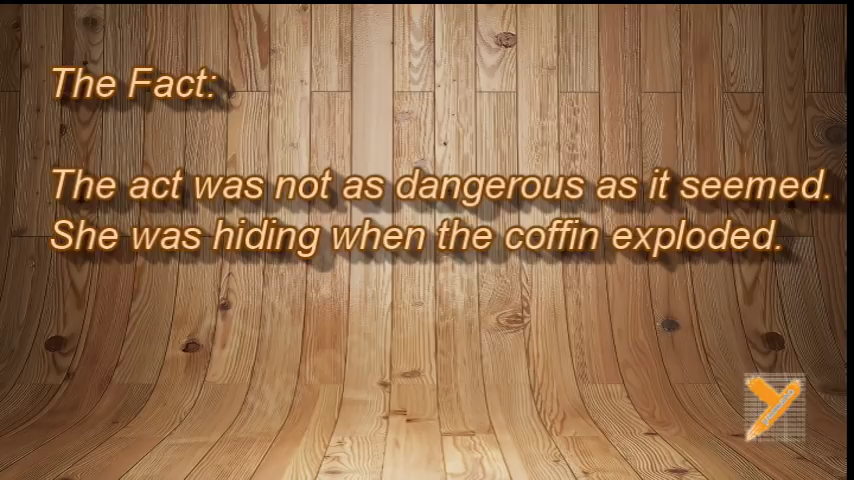 The Fact:
The act was not as dangerous as it seemed.
She was hiding when the coffin exploded.